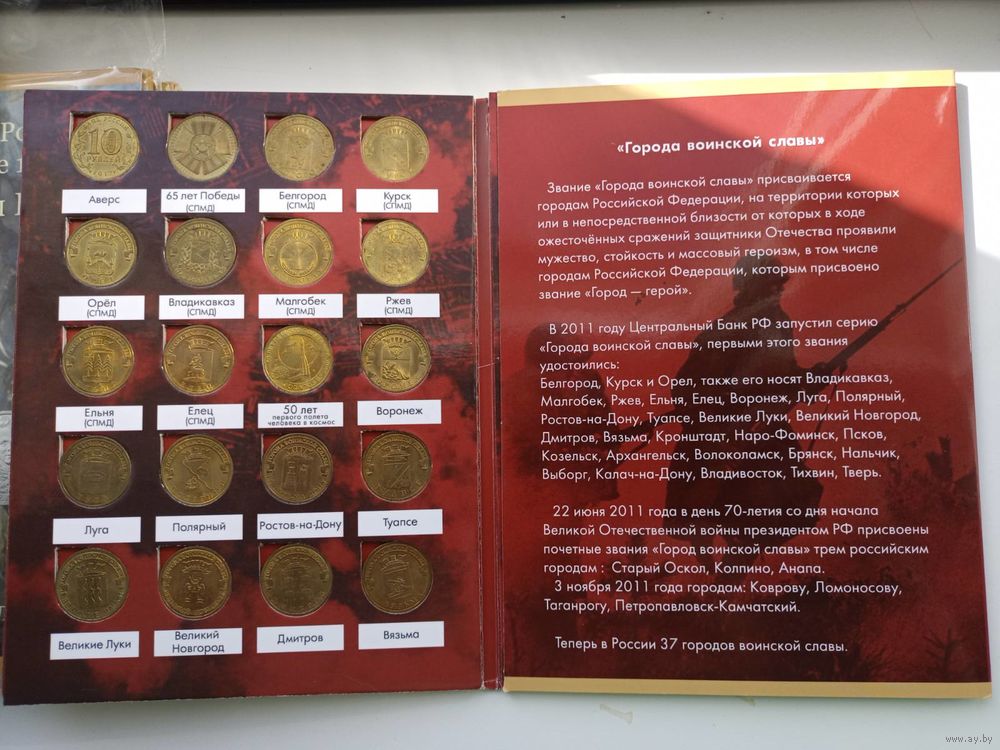 Ро
е
10
РУБЛЕЙ
Аверс
65 лет Победы
(СПМД)
Белгород
(СПМД)
Курск
(СПМД)
Орёл
(СПМД)
Владикавказ
(СПМД)
Малгобек
(СПМД)
Ржев
(СПМД)
Ельня
(СПМД)
Елец
(СПМД)
50 лет
первого полета
человека в космос
Воронеж
Луга
Полярный
Ростов-на-Дону
Туапсе
Великие Луки
Великий
Новгород
Дмитров
Вязьма
«Города воинской славы»
Звание «Города воинской славы» присваивается
городам Российской Федерации, на территории которых
или в непосредственной близости от которых в ходе
ожесточённых сражений защитники Отечества проявили
мужество, стойкость и массовый героизм, в том числе
городам Российской Федерации, которым присвоено
звание «Город — герой».
В 2011 году Центральный Банк РФ запустил серию
«Города воинской славы», первыми этого звания
удостоились:
Белгород, Курск и Орел, также его носят Владикавказ,
Малгобек, Ржев, Ельня, Елец, Воронеж, Луга, Полярный,
Ростов-на-Дону, Туапсе, Великие Луки, Великий Новгород,
Дмитров, Вязьма, Кронштадт, Наро-Фоминск, Псков,
Козельск, Архангельск, Волоколамск, Брянск, Нальчик,
Выборг, Калач-на-Дону, Владивосток, Тихвин, Тверь.
22 июня 2011 года в день 70-летия со дня начала
Великой Отечественной войны президентом РФ присвоены
почетные звания «Город воинской славы» трем российским
городам : Старый Оскол, Колпино, Анапа.
3 ноября 2011 года городам: Коврову, Ломоносову,
Таганрогу, Петропавловск-Камчатский.
Теперь в России 37 городов воинской славы.
www.ay.by